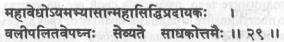 महावेधोऽयमभ्यासान्महासिद्धिप्रदायकः ।
वलीपलितवेपघ्नः सेव्यते साधकोत्तमैः ॥ २९ ॥